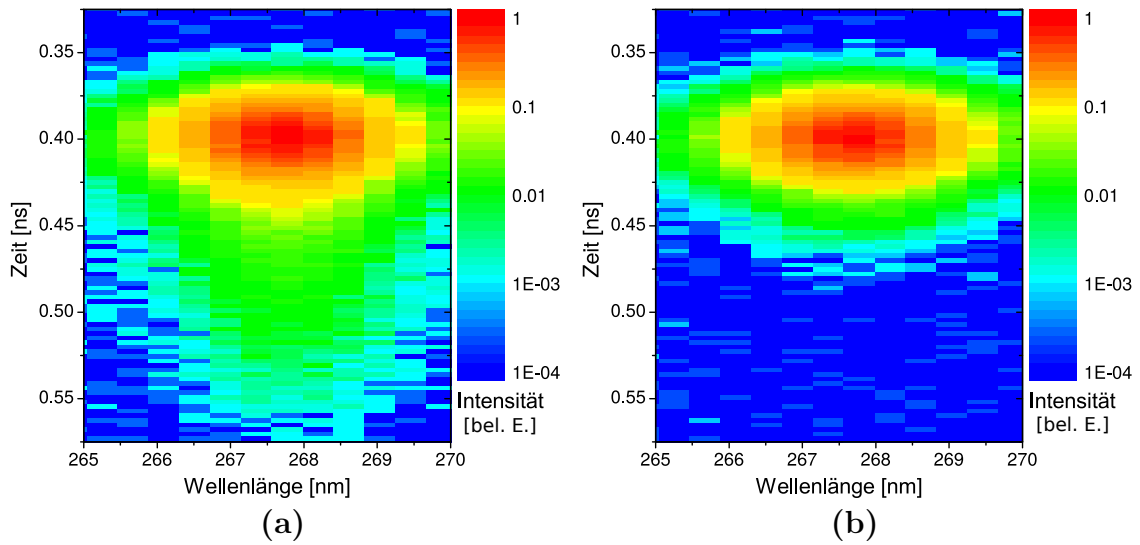 0.35
0.40
0.45
0.50
0.55
Zeit [ns]
265 266 267 268 269 270
Wellenlänge [nm]
1
0.1
0.01
1E-03
1E-04
Intensität
[bel. E.]
(a)
0.35
0.40
0.45
0.50
0.55
Zeit [ns]
265 266 267 268 269 270
Wellenlänge [nm]
1
0.1
0.01
1E-03
1E-04
Intensität
[bel. E.]
(b)